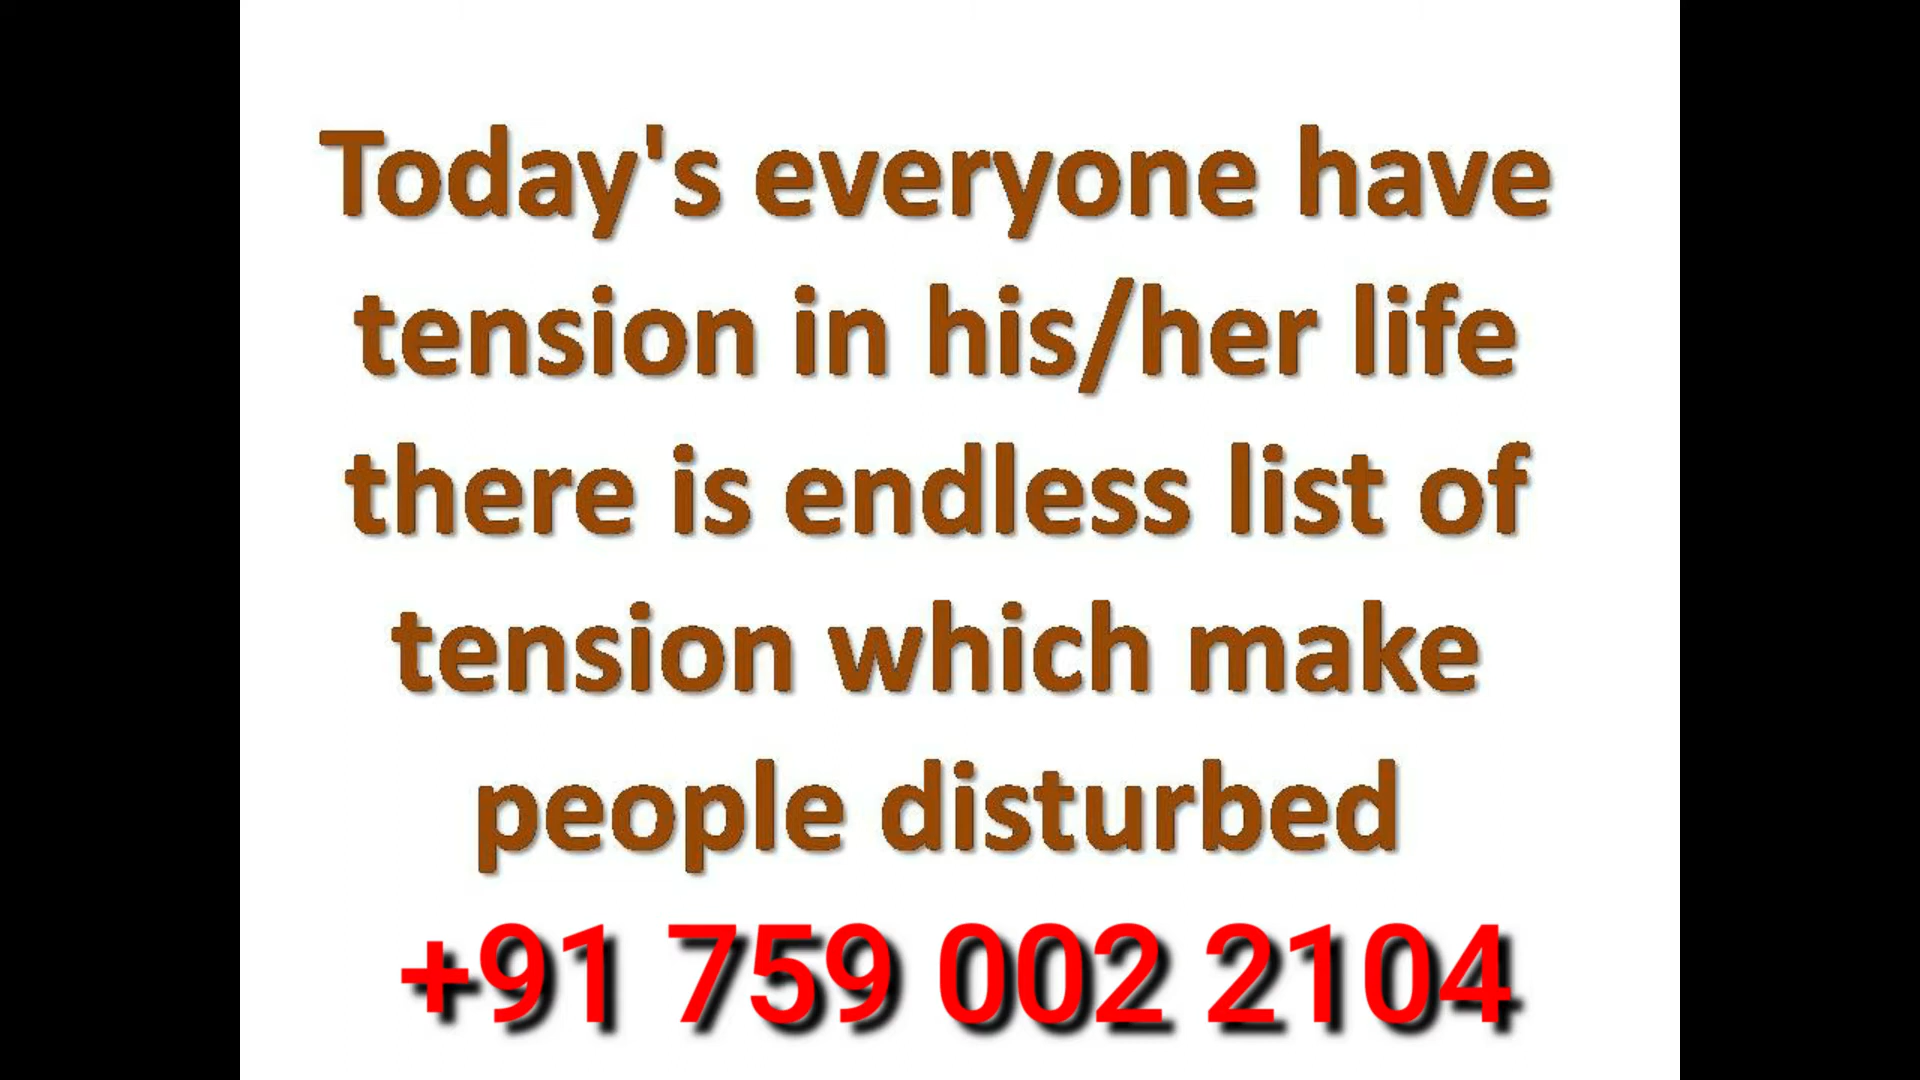 Today's everyone have
tension in his/her life
there is endless list of
tension which make
people disturbed
+91 759 002 2104